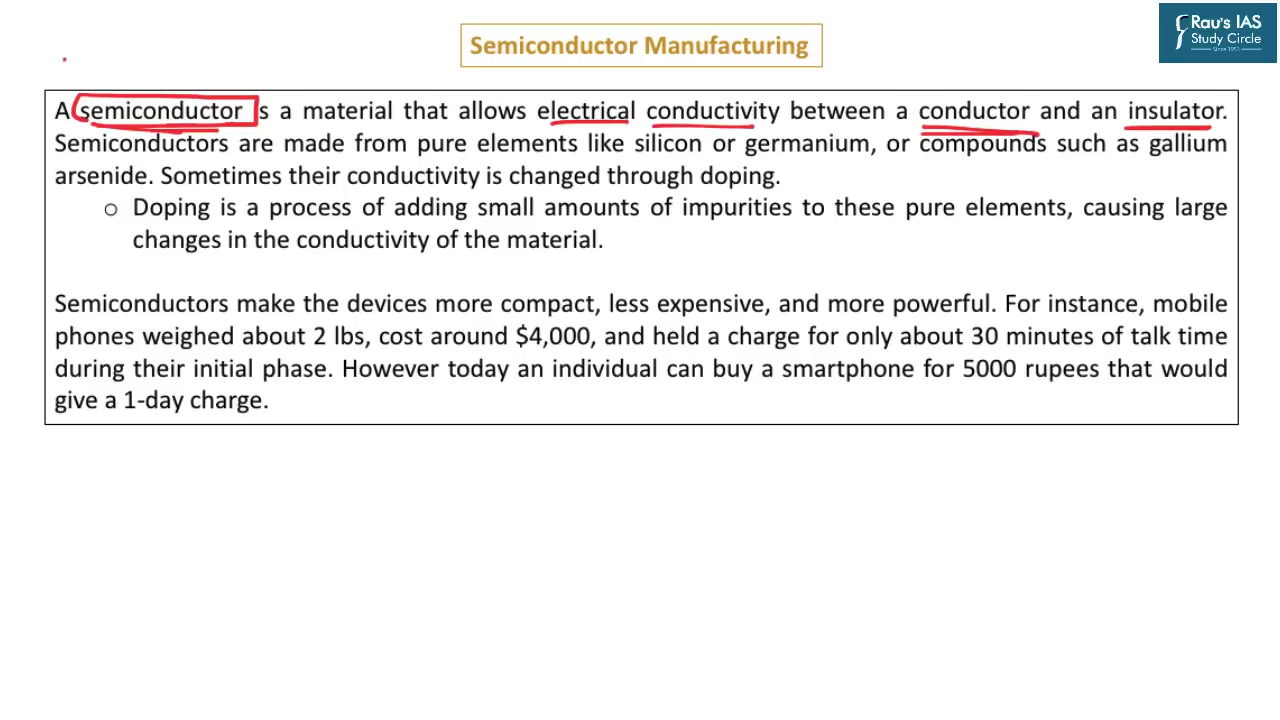 Semiconductor Manufacturing
Rau's IAS
Study Circle
Since 1953
A semiconductor is a material that allows electrical conductivity between a conductor and an insulator.
Semiconductors are made from pure elements like silicon or germanium, or compounds such as gallium
arsenide. Sometimes their conductivity is changed through doping.
o Doping is a process of adding small amounts of impurities to these pure elements, causing large
changes in the conductivity of the material.
Semiconductors make the devices more compact, less expensive, and more powerful. For instance, mobile
phones weighed about 2 lbs, cost around $4,000, and held a charge for only about 30 minutes of talk time
during their initial phase. However today an individual can buy a smartphone for 5000 rupees that would
give a 1-day charge.